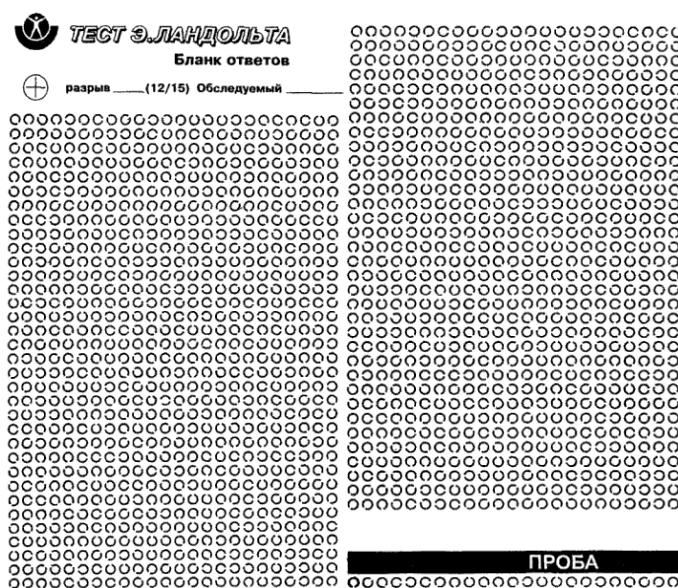 ТЕСТ Э.ЛАНДОЛЬТА
Бланк ответов
разрыв ____(12/15) Обследуемый ________
ПРОБА